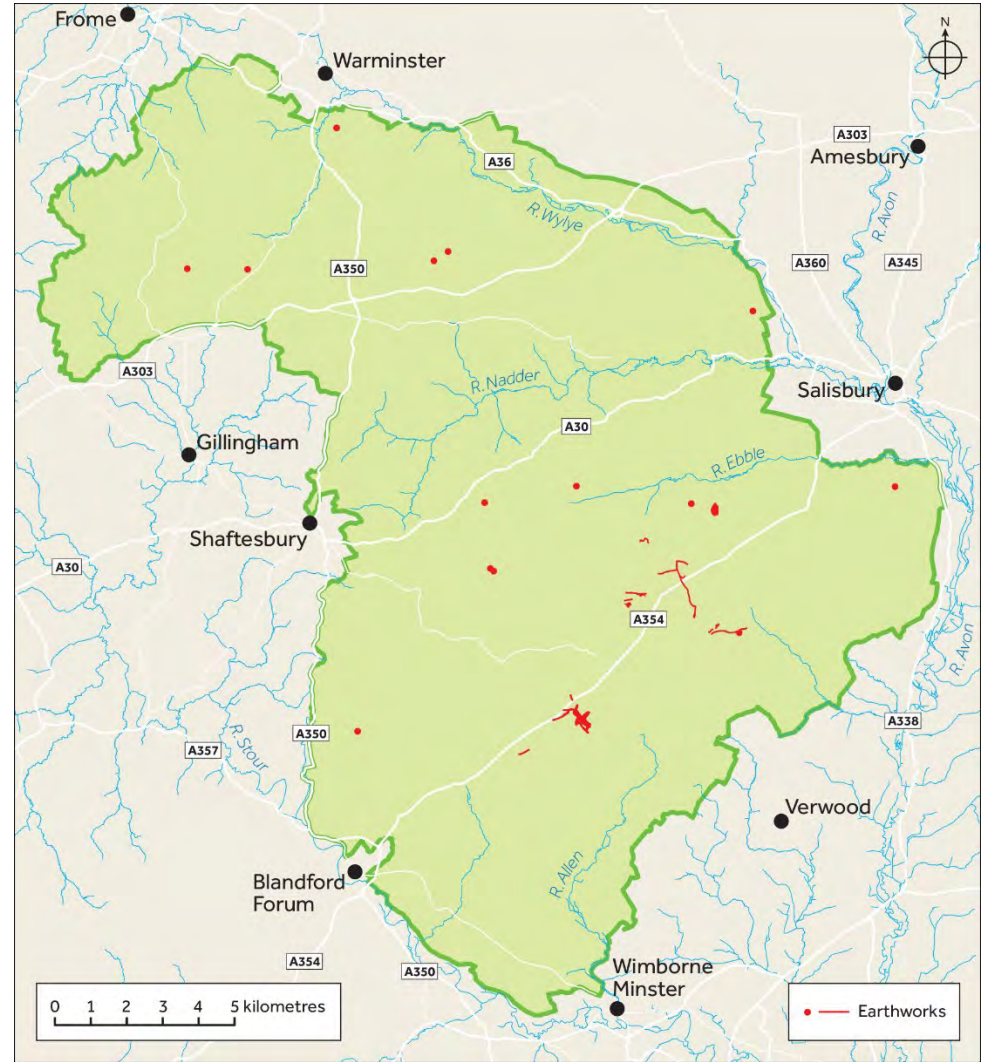 Frome
N
Warminster
A303
Amesbury
A36
R.Wylye
R.Avon
A350
A360
A345
A303
R.Nadder
Salisbury
A30
Gillingham
R.Ebble
Shaftesbury
A30
A354
R.Avon
A350
A338
A357
R.Stour
Verwood
Blandford
Forum
R.Allen
A354
A350
Wimborne
Minster
0 1 2 3 4 5 kilometres
Earthworks